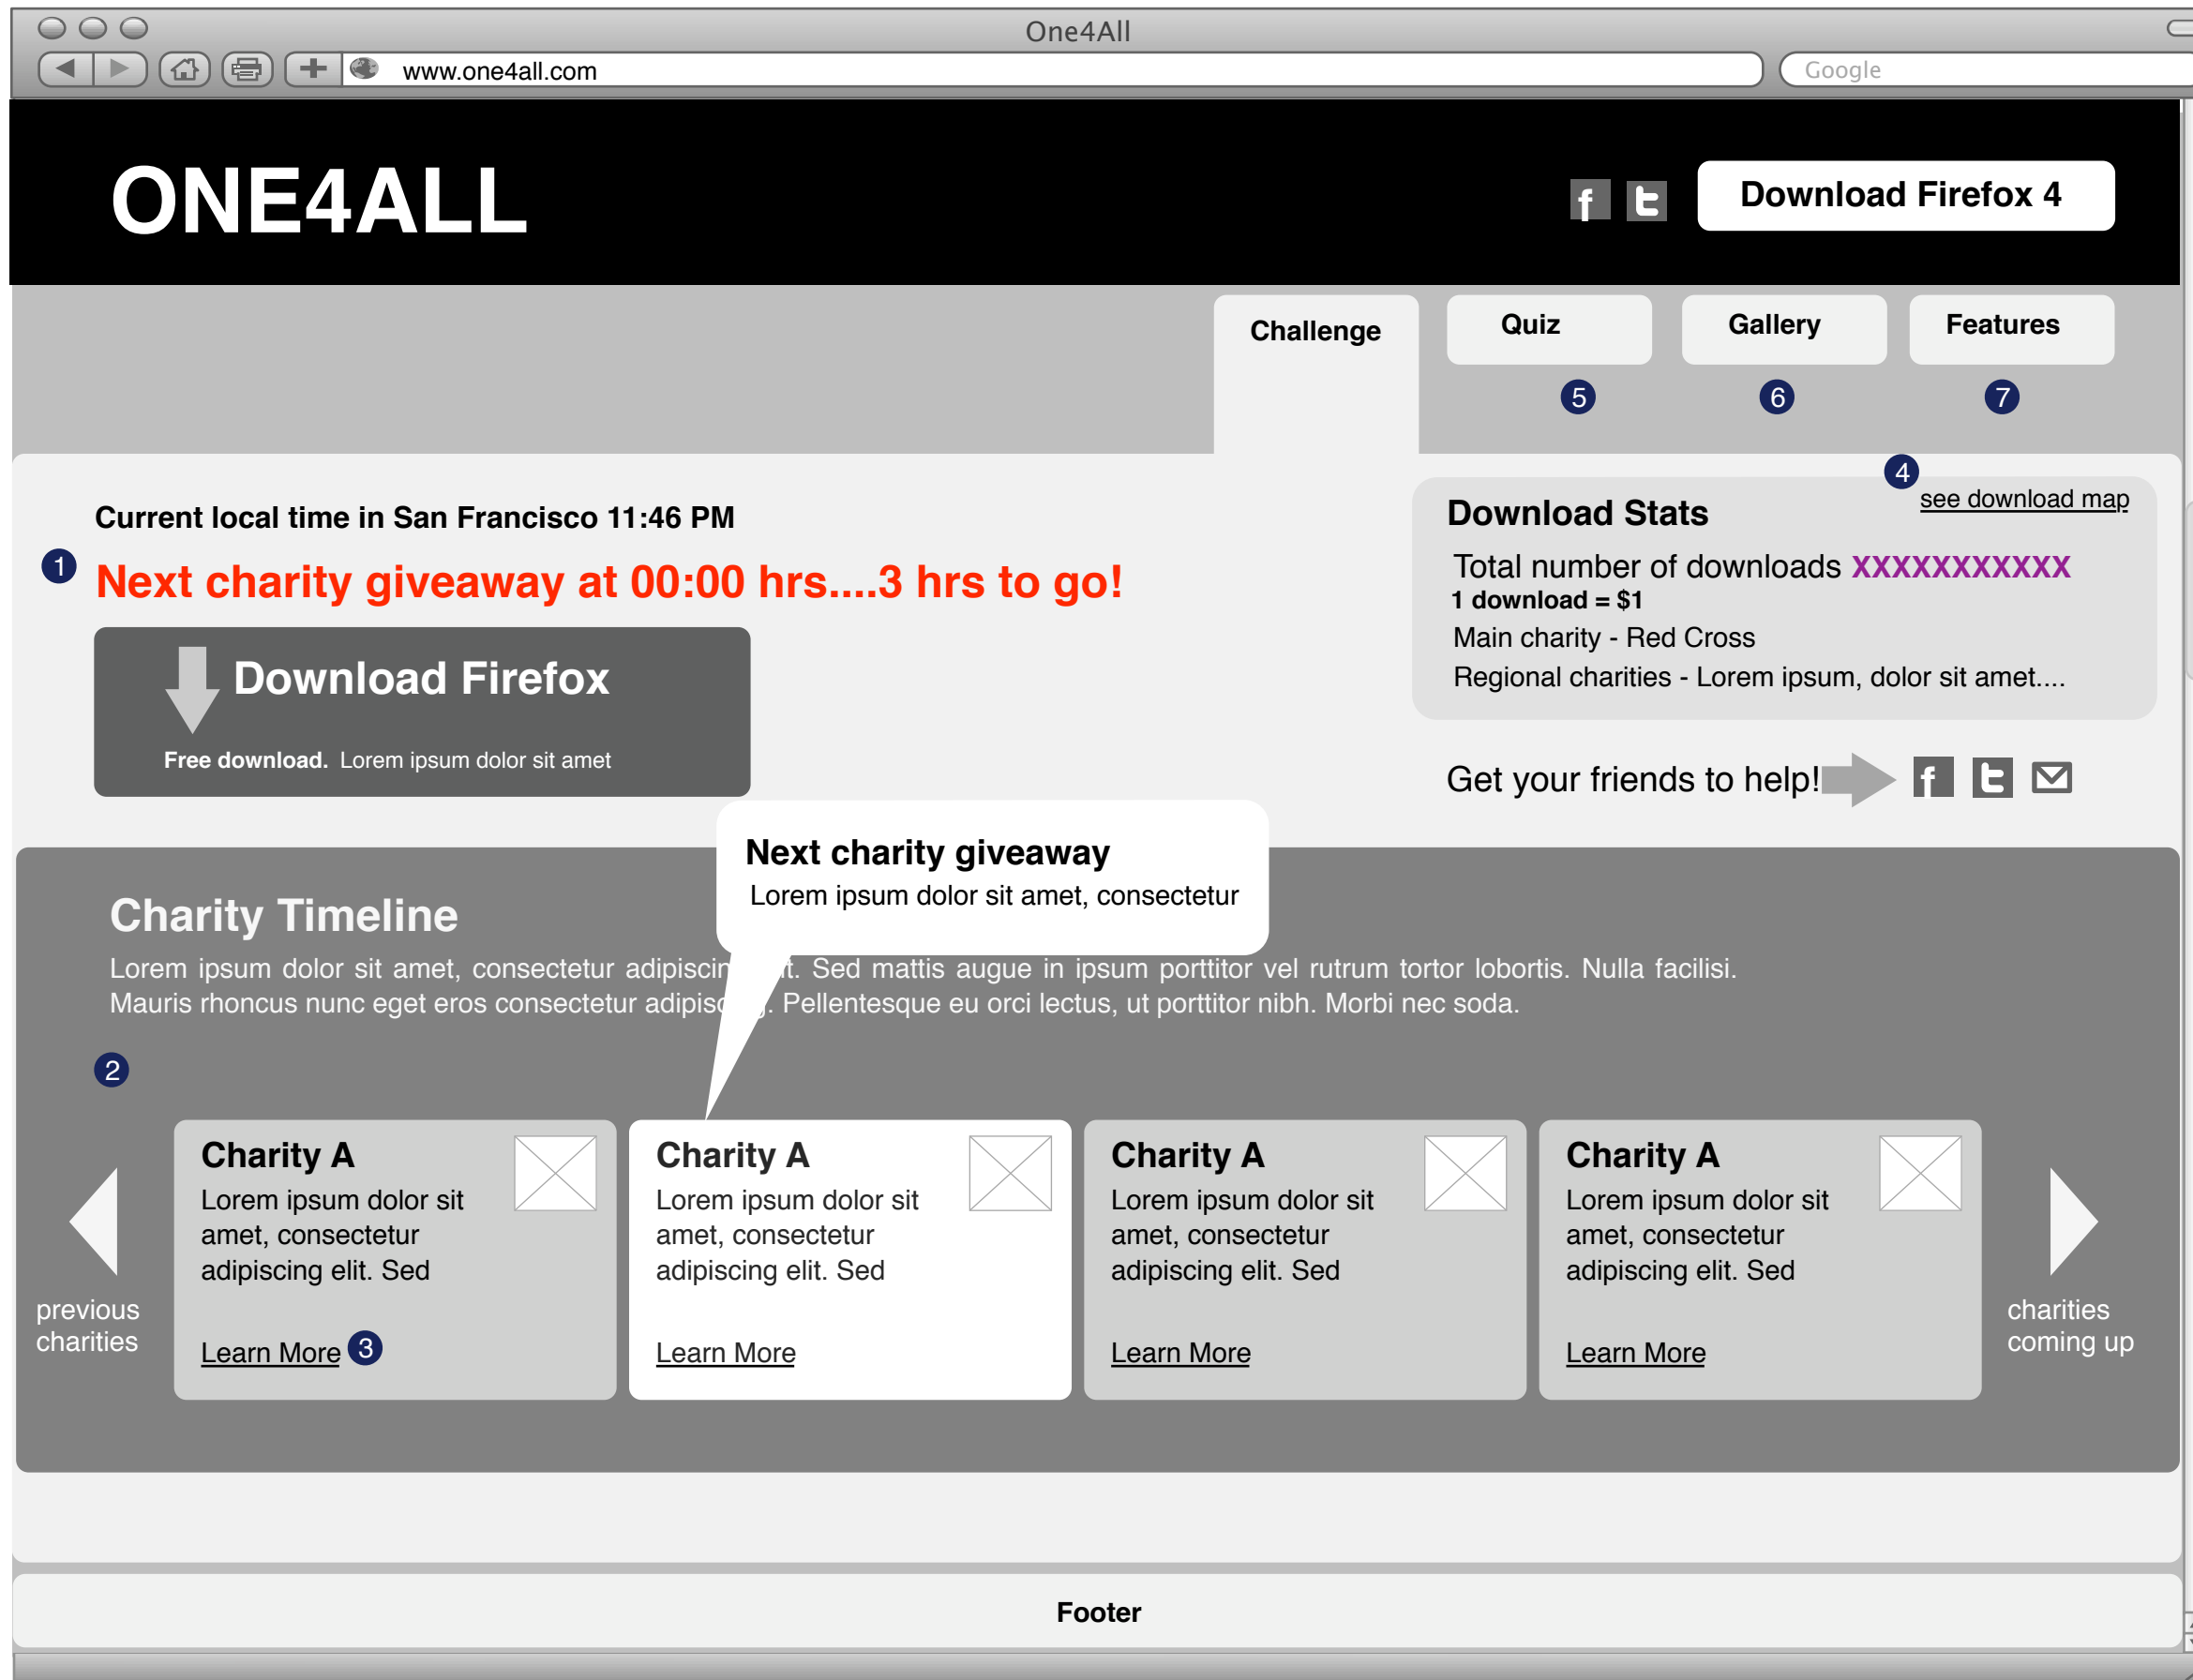 One4All
www.one4all.com
Google
ONE4ALL
f t Download Firefox 4
Challenge
Quiz
Gallery
Features
5
6
7
Current local time in San Francisco 11:46 PM
1
Next charity giveaway at 00:00 hrs....3 hrs to go!
Download Firefox
Free download. Lorem ipsum dolor sit amet
4
see download map
Download Stats
Total number of downloads XXXXXXXXXXX
1 download = $1
Main charity - Red Cross
Regional charities - Lorem ipsum, dolor sit amet....
Get your friends to help! f t
Next charity giveaway
Lorem ipsum dolor sit amet, consectetur
Charity Timeline
Lorem ipsum dolor sit amet, consectetur adipiscin t. Sed mattis augue in ipsum porttitor vel rutrum tortor lobortis. Nulla facilisi.
Mauris rhoncus nunc eget eros consectetur adipisc . Pellentesque eu orci lectus, ut porttitor nibh. Morbi nec soda.
2
previous
charities
Charity A
Lorem ipsum dolor sit
amet, consectetur
adipiscing elit. Sed
Learn More 3
Charity A
Lorem ipsum dolor sit
amet, consectetur
adipiscing elit. Sed
Learn More
Charity A
Lorem ipsum dolor sit
amet, consectetur
adipiscing elit. Sed
Learn More
Charity A
Lorem ipsum dolor sit
amet, consectetur
adipiscing elit. Sed
Learn More
charities
coming up
Footer